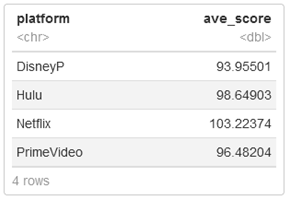 platform ave_score
<chr> <dbl>
DisneyP 93.95501
Hulu 98.64903
Netflix 103.22374
PrimeVideo 96.48204
4 rows